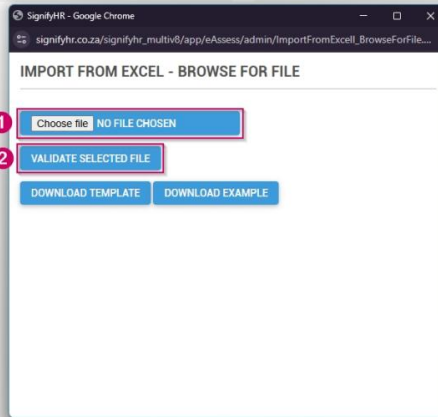 SignifyHR - Google Chrome
signifyhr.co.za/signifyhr_multiv8/app/eAssess/admin/ImportFromExcell_BrowseForFile....
IMPORT FROM EXCEL - BROWSE FOR FILE
1 Choose file NO FILE CHOSEN
2 VALIDATE SELECTED FILE
DOWNLOAD TEMPLATE DOWNLOAD EXAMPLE